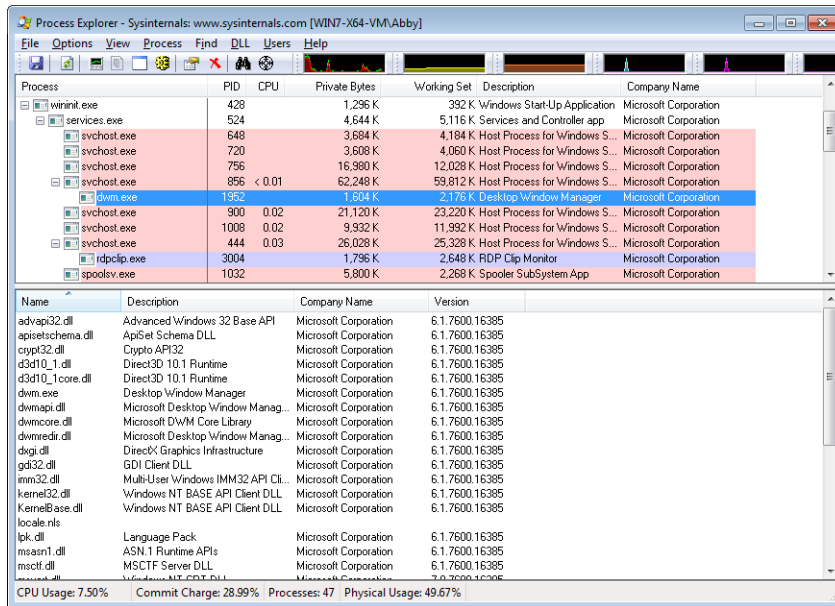 Process Explorer - Sysinternals: www.sysinternals.com [WIN7-X64-VM\Abby]
File Options View Process Find DLL Users Help
Process PID CPU Private Bytes Working Set Description Company Name
wininit.exe 428 1,296 K 392 K Windows Start-Up Application Microsoft Corporation
services.exe 524 4,644 K 5,116 K Services and Controller app Microsoft Corporation
svchost.exe 648 3,684 K 4,184 K Host Process for Windows S... Microsoft Corporation
svchost.exe 720 3,608 K 4,060 K Host Process for Windows S... Microsoft Corporation
svchost.exe 756 16,980 K 12,028 K Host Process for Windows S... Microsoft Corporation
svchost.exe 856 < 0.01 62,248 K 59,812 K Host Process for Windows S... Microsoft Corporation
dwm.exe 1952 1,604 K 2,176 K Desktop Window Manager Microsoft Corporation
svchost.exe 900 0.02 21,120 K 23,220 K Host Process for Windows S... Microsoft Corporation
svchost.exe 1008 0.02 9,932 K 11,992 K Host Process for Windows S... Microsoft Corporation
svchost.exe 444 0.03 26,028 K 25,328 K Host Process for Windows S... Microsoft Corporation
rdpclip.exe 3004 1,796 K 2,648 K RDP Clip Monitor Microsoft Corporation
spoolsv.exe 1032 5,800 K 2,268 K Spooler SubSystem App Microsoft Corporation
Name Description Company Name Version
advapi32.dll Advanced Windows 32 Base API Microsoft Corporation 6.1.7600.16385
apisetschema.dll ApiSet Schema DLL Microsoft Corporation 6.1.7600.16385
crypt32.dll Crypto API32 Microsoft Corporation 6.1.7600.16385
d3d10_1.dll Direct3D 10.1 Runtime Microsoft Corporation 6.1.7600.16385
d3d10_1core.dll Direct3D 10.1 Runtime Microsoft Corporation 6.1.7600.16385
dwm.exe Desktop Window Manager Microsoft Corporation 6.1.7600.16385
dwmapi.dll Microsoft Desktop Window Manag... Microsoft Corporation 6.1.7600.16385
dwmcore.dll Microsoft DWM Core Library Microsoft Corporation 6.1.7600.16385
dwmredir.dll Microsoft Desktop Window Manag... Microsoft Corporation 6.1.7600.16385
dxgi.dll DirectX Graphics Infrastructure Microsoft Corporation 6.1.7600.16385
gdi32.dll GDI Client DLL Microsoft Corporation 6.1.7600.16385
imm32.dll Multi-User Windows IMM32 API Cli... Microsoft Corporation 6.1.7600.16385
kernel32.dll Windows NT BASE API Client DLL Microsoft Corporation 6.1.7600.16385
KernelBase.dll Windows NT BASE API Client DLL Microsoft Corporation 6.1.7600.16385
locale.nls
lpk.dll Language Pack Microsoft Corporation 6.1.7600.16385
msasn1.dll ASN.1 Runtime APIs Microsoft Corporation 6.1.7600.16385
msctf.dll MSCTF Server DLL Microsoft Corporation 6.1.7600.16385
CPU Usage: 7.50% Commit Charge: 28.99% Processes: 47 Physical Usage: 49.67%